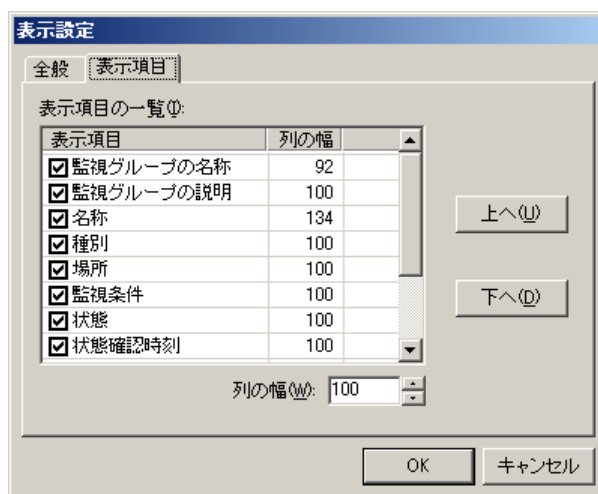 表示設定
全般 表示項目
表示項目の一覧(I):
表示項目 列の幅
監視グループの名称 92
監視グループの説明 100
名称 134
種別 100
場所 100
監視条件 100
状態 100
状態確認時刻 100
上へ(U)
下へ(D)
列の幅(W): 100
OK キャンセル